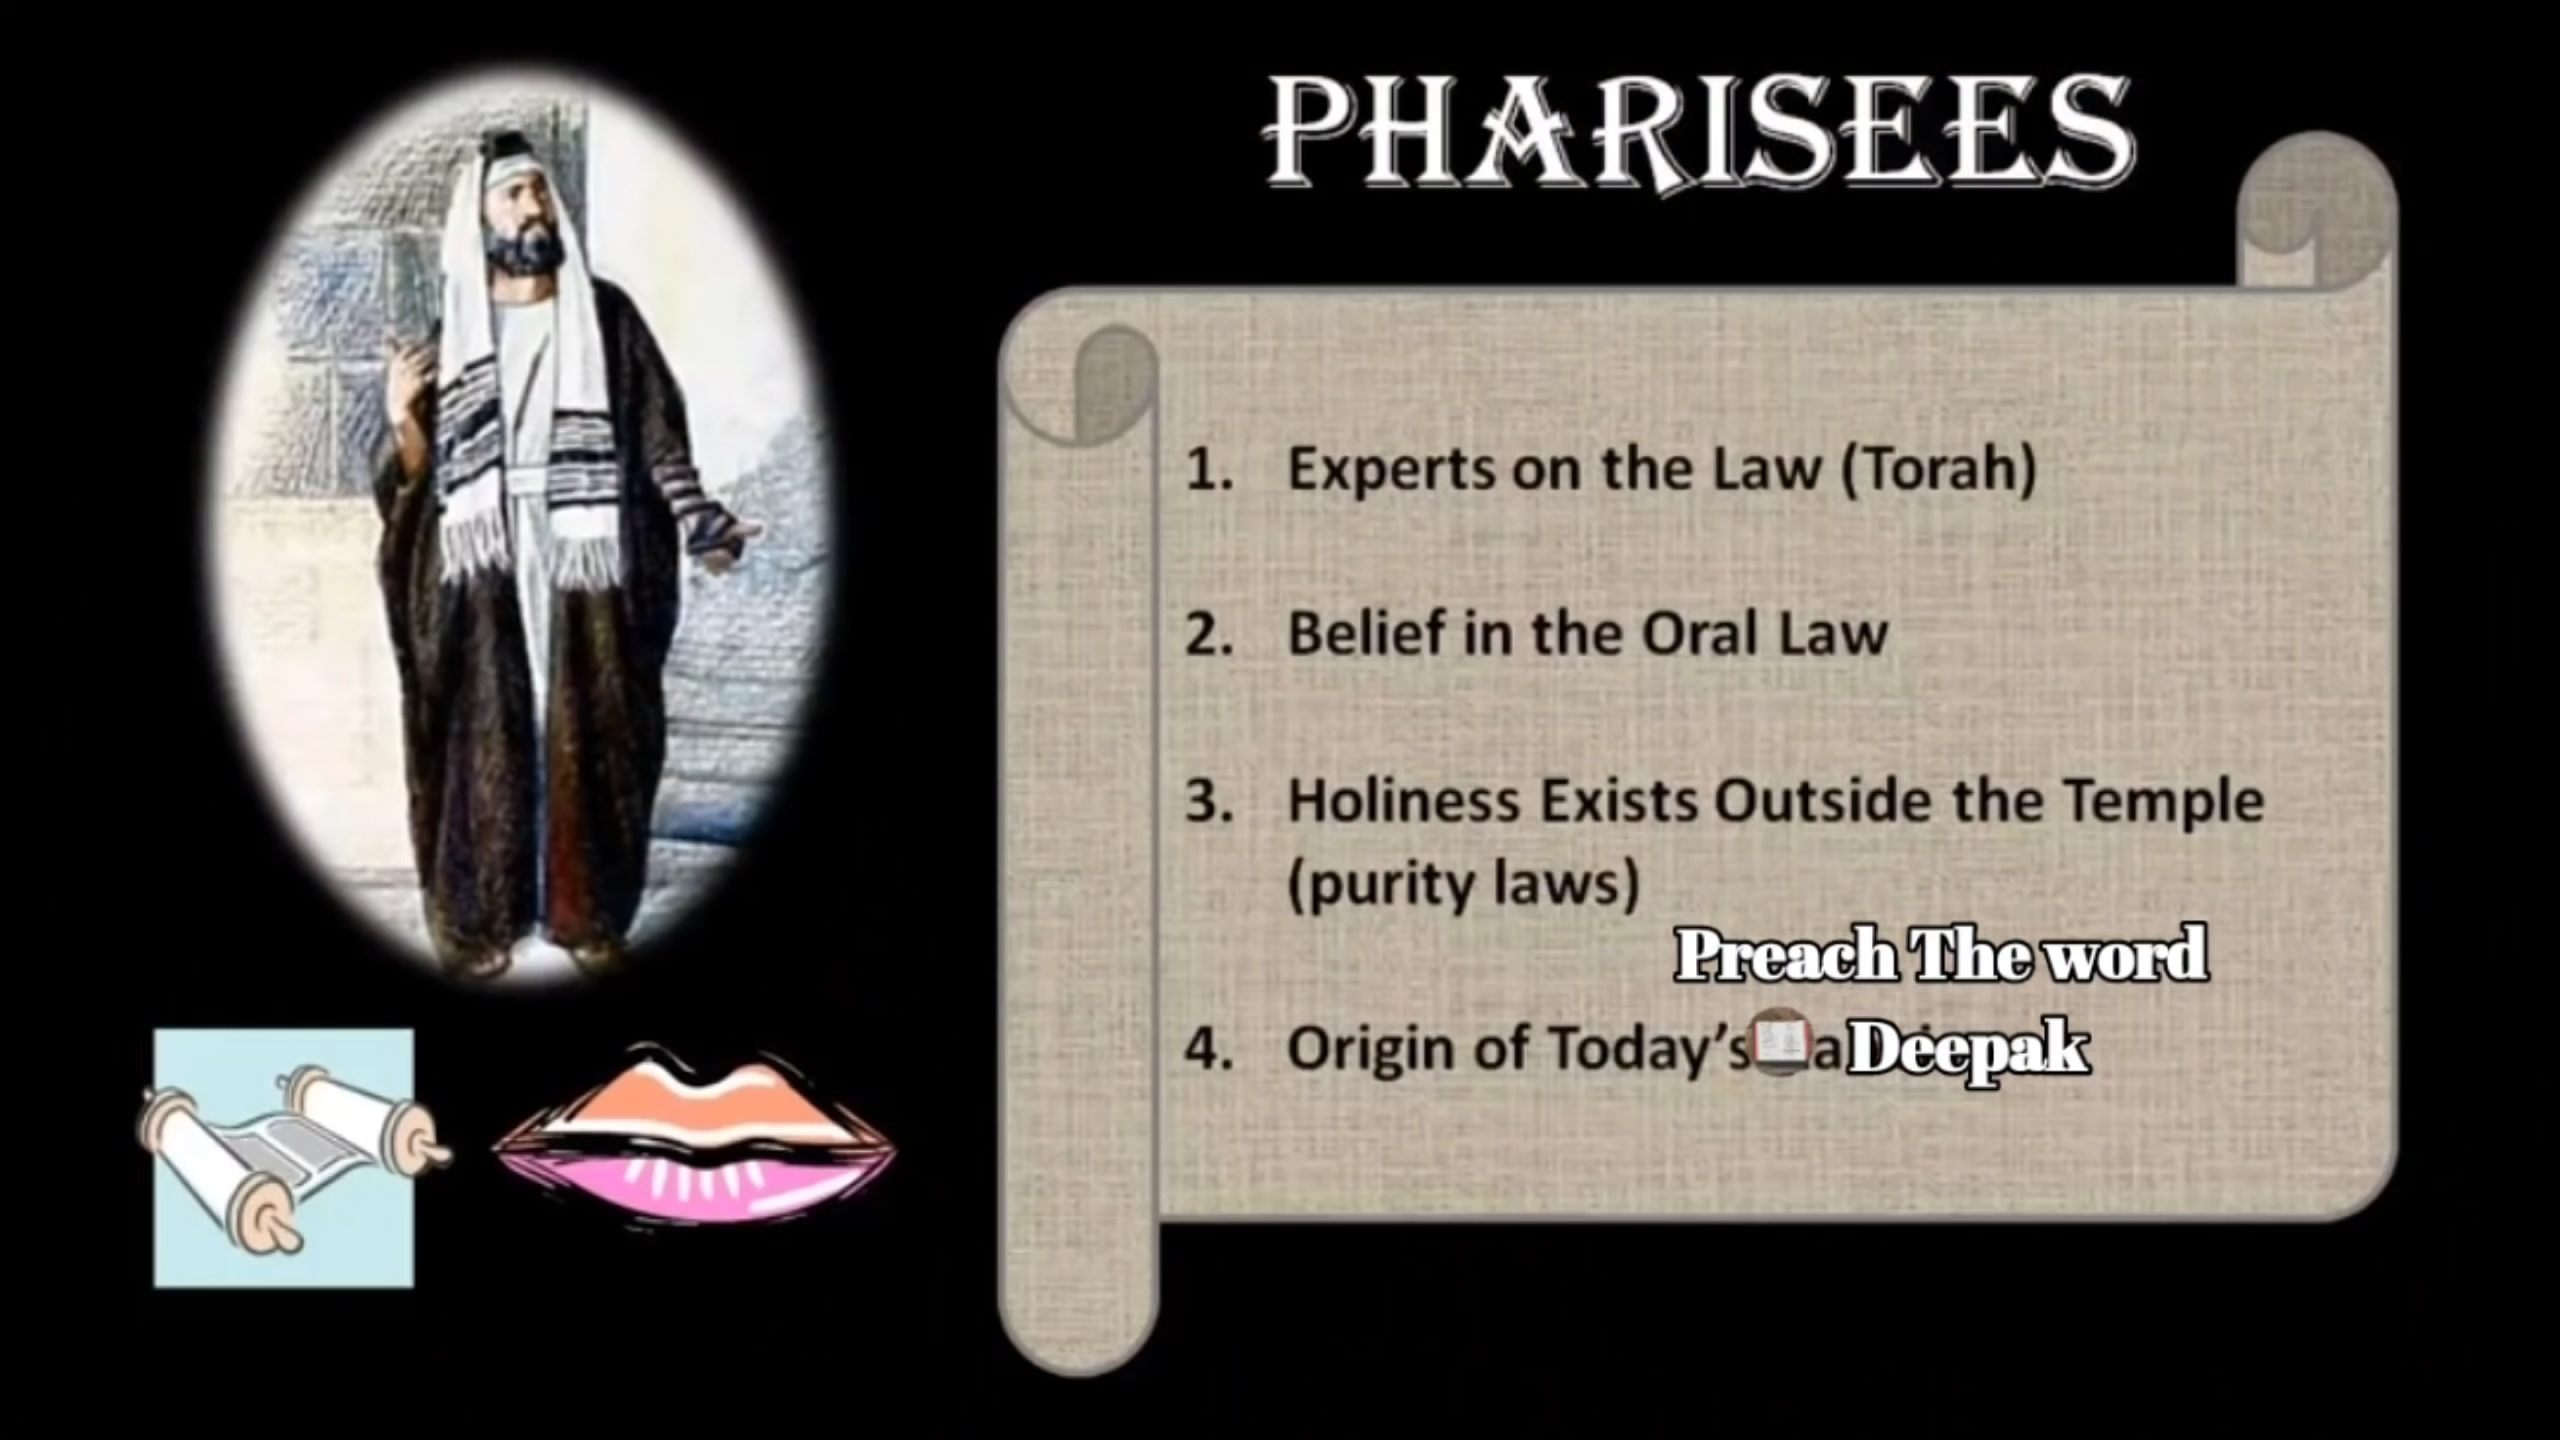 PHARISEES
1. Experts on the Law (Torah)
2. Belief in the Oral Law
3. Holiness Exists Outside the Temple
(purity laws)
Preach The word
4. Origin of Today's
Deepak